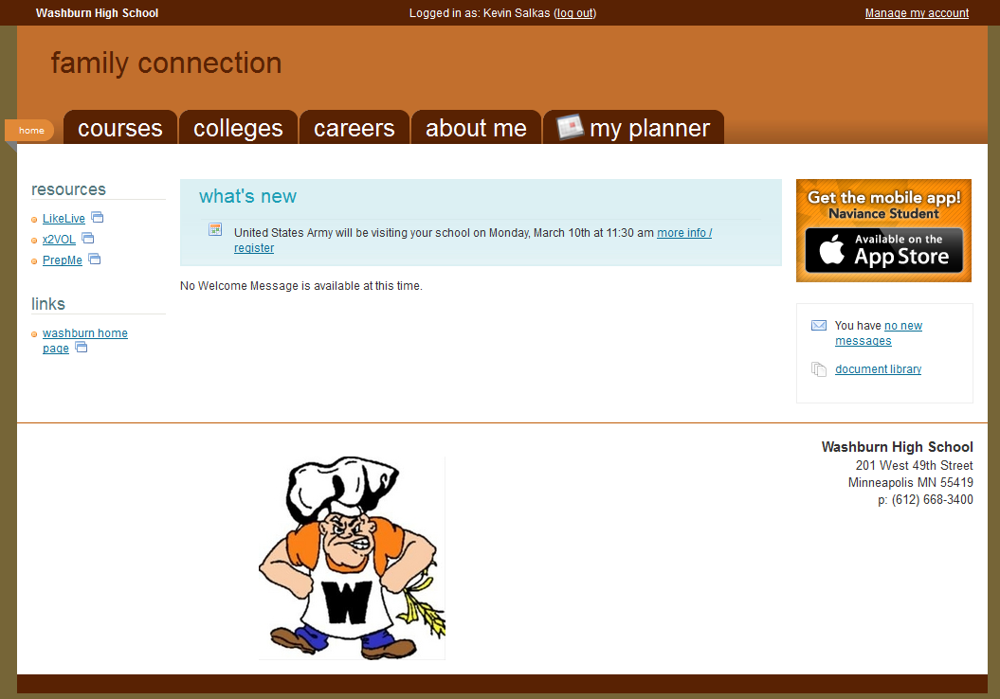 Washburn High School
Logged in as: Kevin Salkas (log out)
Manage my account
family connection
home
courses
colleges
careers
about me
my planner
resources
LikeLive
x2VOL
PrepMe
links
washburn home
page
what's new
United States Army will be visiting your school on Monday, March 10th at 11:30 am more info /
register
No Welcome Message is available at this time.
Get the mobile app!
Naviance Student
Available on the
App Store
You have no new
messages
document library
Washburn High School
201 West 49th Street
Minneapolis MN 55419
p: (612) 668-3400
W